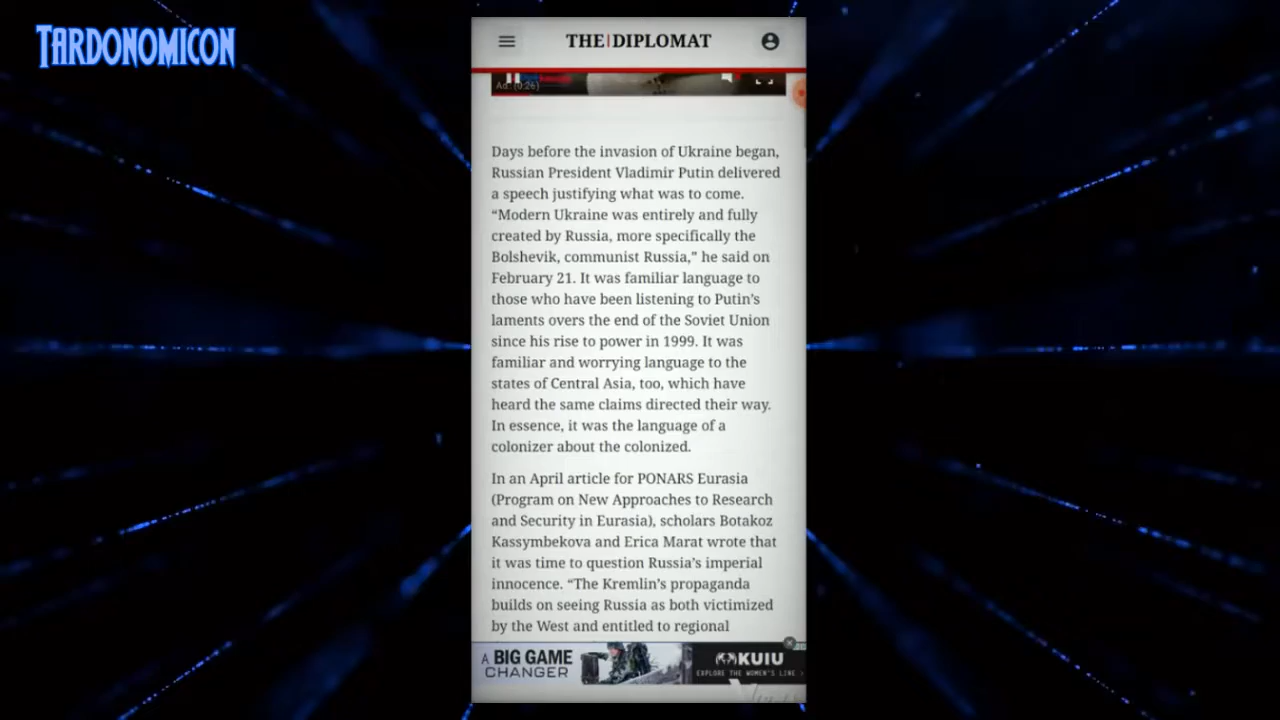 TARDONOMICON
THE|DIPLOMAT
Ad: (0:26)
Days before the invasion of Ukraine began,
Russian President Vladimir Putin delivered
a speech justifying what was to come.
“Modern Ukraine was entirely and fully
created by Russia, more specifically the
Bolshevik, communist Russia,” he said on
February 21. It was familiar language to
those who have been listening to Putin’s
laments overs the end of the Soviet Union
since his rise to power in 1999. It was
familiar and worrying language to the
states of Central Asia, too, which have
heard the same claims directed their way.
In essence, it was the language of a
colonizer about the colonized.
In an April article for PONARS Eurasia
(Program on New Approaches to Research
and Security in Eurasia), scholars Botakoz
Kassymbekova and Erica Marat wrote that
it was time to question Russia’s imperial
innocence. “The Kremlin’s propaganda
builds on seeing Russia as both victimized
by the West and entitled to regional
A BIG GAME
CHANGER
KUIU
EXPLORE THE WOMEN'S LINE >